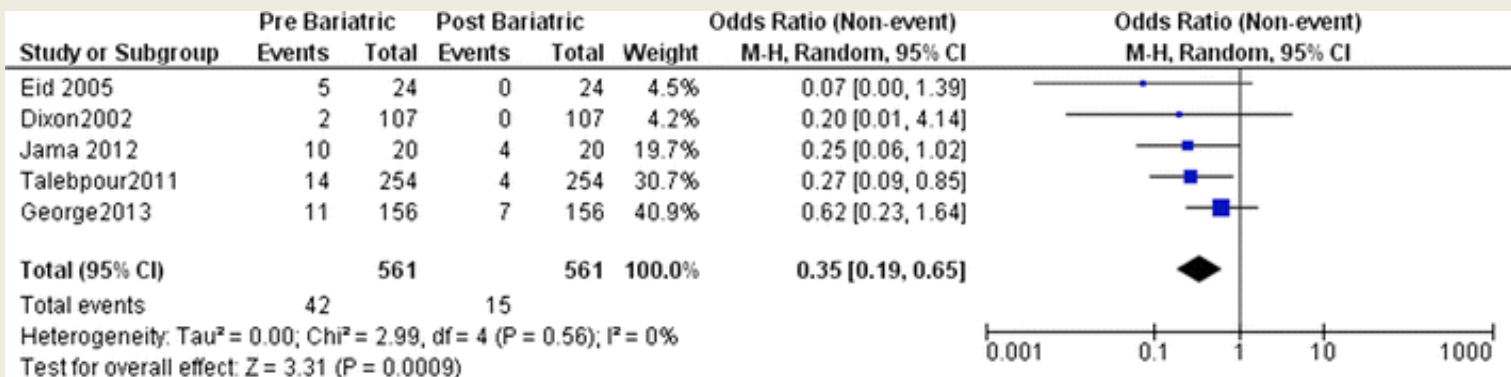 Pre Bariatric Post Bariatric Odds Ratio (Non-event) Odds Ratio (Non-event)
Study or Subgroup Events Total Events Total Weight M-H, Random, 95% CI M-H, Random, 95% CI
Eid 2005 5 24 0 24 4.5% 0.07 [0.00, 1.39]
Dixon2002 2 107 0 107 4.2% 0.20 [0.01, 4.14]
Jama 2012 10 20 4 20 19.7% 0.25 [0.06, 1.02]
Talebpour2011 14 254 4 254 30.7% 0.27 [0.09, 0.85]
George2013 11 156 7 156 40.9% 0.62 [0.23, 1.64]
Total (95% CI) 561 561 100.0% 0.35 [0.19, 0.65]
Total events 42 15
Heterogeneity: Tau² = 0.00; Chi² = 2.99, df = 4 (P = 0.56); I² = 0%
Test for overall effect: Z = 3.31 (P = 0.0009)
0.001 0.1 1 10 1000